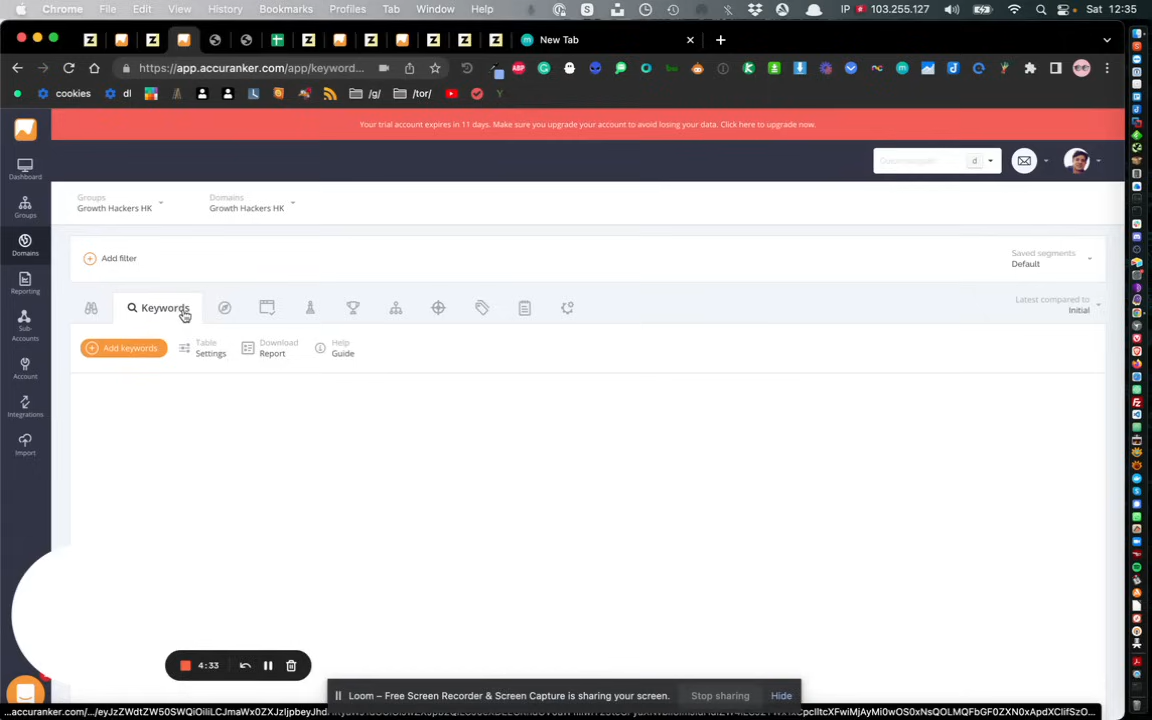 Chrome File Edit View History Bookmarks Profiles Tab Window Help IP 103.255.127 Sat 12:35
New Tab
https://app.accuranker.com/app/keyword...
cookies dl /g/ /tor/
Your trial account expires in 11 days. Make sure you upgrade your account to avoid losing your data. Click here to upgrade now.
d
Dashboard
Groups
Domains
Reporting
Sub-Accounts
Account
Integrations
Import
Groups
Growth Hackers HK
Domains
Growth Hackers HK
Add filter
Saved segments
Default
Keywords
Latest compared to
Initial
Add keywords
Table
Settings
Download
Report
Help
Guide
4:33
Loom – Free Screen Recorder & Screen Capture is sharing your screen. Stop sharing Hide